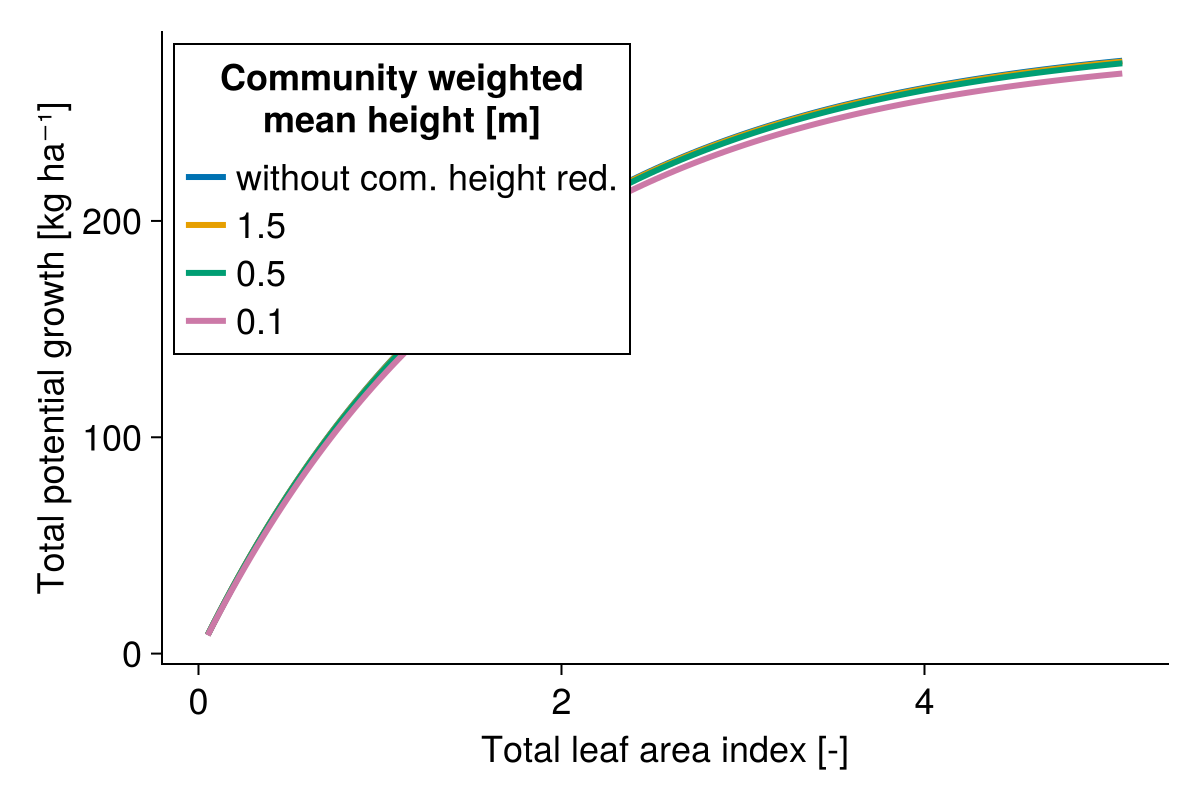 Community weighted
mean height [m]
without com. height red.
1.5
0.5
0.1
Total potential growth [kg ha⁻¹]
200
100
0
0
2
4
Total leaf area index [-]